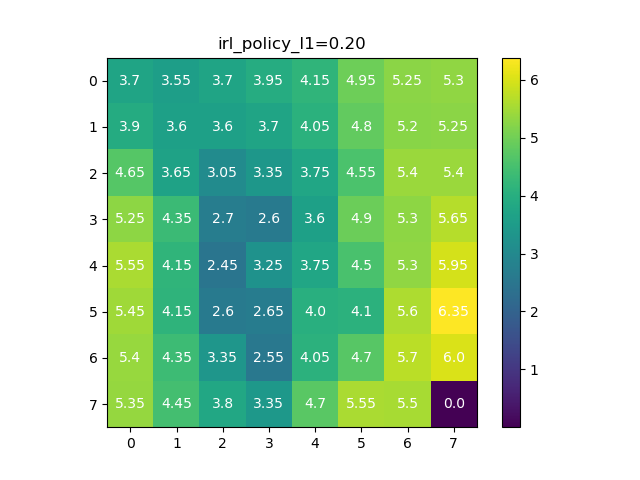 irl_policy_l1=0.20
0 3.7 3.55 3.7 3.95 4.15 4.95 5.25 5.3
1 3.9 3.6 3.6 3.7 4.05 4.8 5.2 5.25
2 4.65 3.65 3.05 3.35 3.75 4.55 5.4 5.4
3 5.25 4.35 2.7 2.6 3.6 4.9 5.3 5.65
4 5.55 4.15 2.45 3.25 3.75 4.5 5.3 5.95
5 5.45 4.15 2.6 2.65 4.0 4.1 5.6 6.35
6 5.4 4.35 3.35 2.55 4.05 4.7 5.7 6.0
7 5.35 4.45 3.8 3.35 4.7 5.55 5.5 0.0
0 1 2 3 4 5 6 7
6
5
4
3
2
1